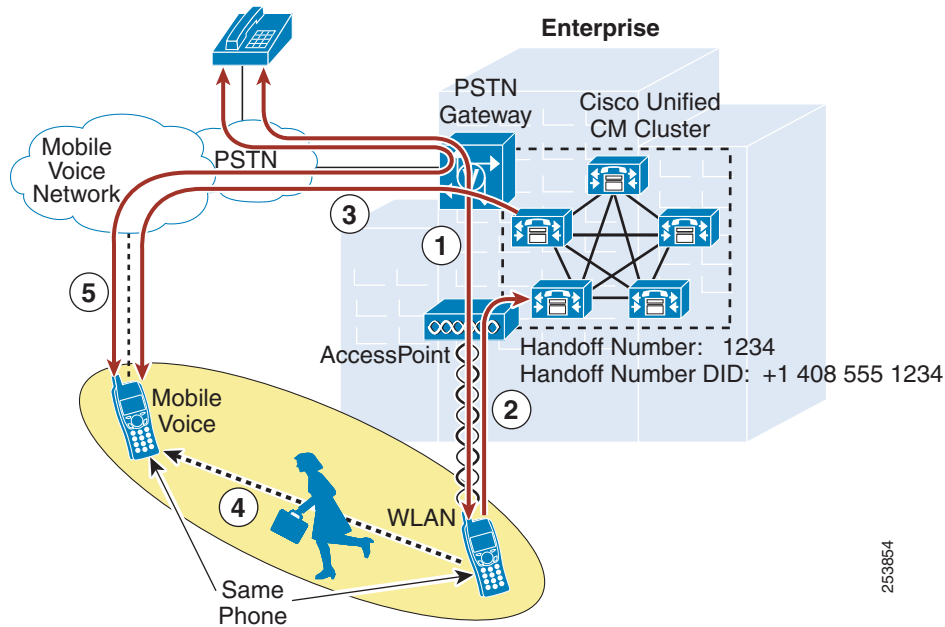 Enterprise
PSTN
Gateway
Cisco Unified
CM Cluster
Mobile
Voice
Network
PSTN
3
1
5
AccessPoint
Handoff Number: 1234
Handoff Number DID: +1 408 555 1234
2
Mobile
Voice
4
WLAN
Same
Phone
253854